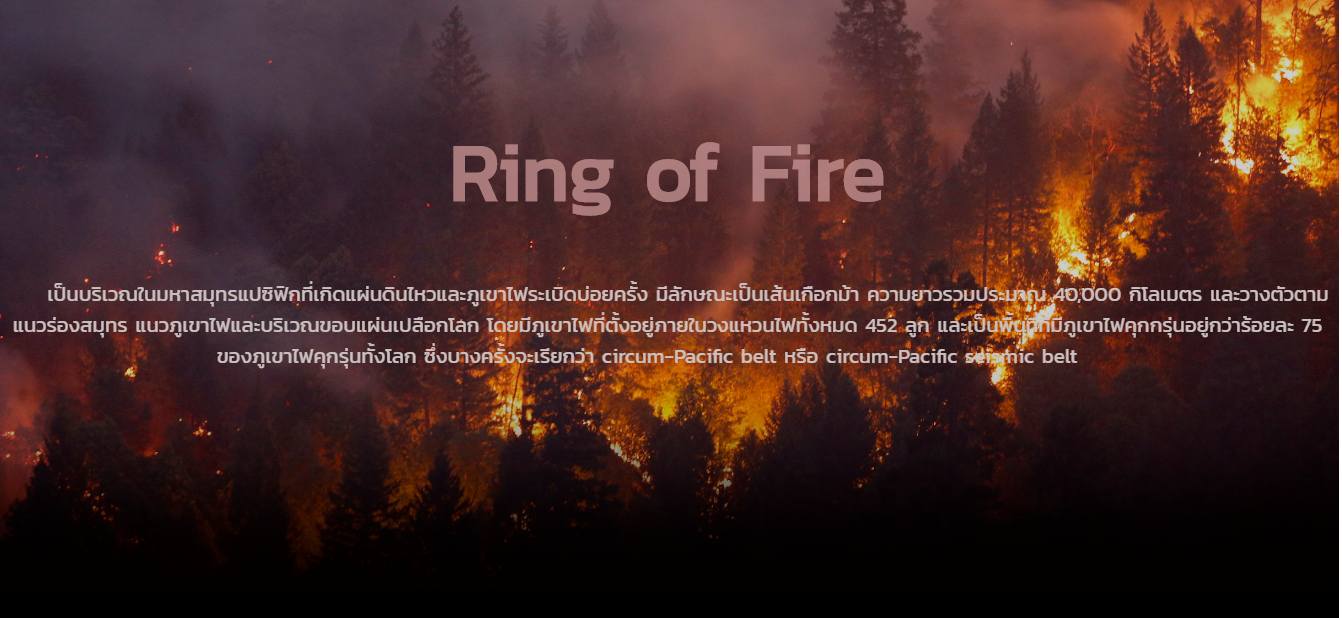 Ring of Fire
เป็นบริเวณในมหาสมุทรแปซิฟิกที่เกิดแผ่นดินไหวและภูเขาไฟระเบิดบ่อยครั้ง มีลักษณะเป็นเส้นเกือกม้า ความยาวรวมประมาณ 40,000 กิโลเมตร และวางตัวตาม
แนวร่องสมุทร แนวภูเขาไฟและบริเวณขอบแผ่นเปลือกโลก โดยมีภูเขาไฟที่ตั้งอยู่ภายในวงแหวนไฟทั้งหมด 452 ลูก และเป็นพื้นที่ที่มีภูเขาไฟคุกกรุ่นอยู่กว่าร้อยละ 75
ของภูเขาไฟคุกรุ่นทั้งโลก ซึ่งบางครั้งจะเรียกว่า circum-Pacific belt หรือ circum-Pacific seismic belt